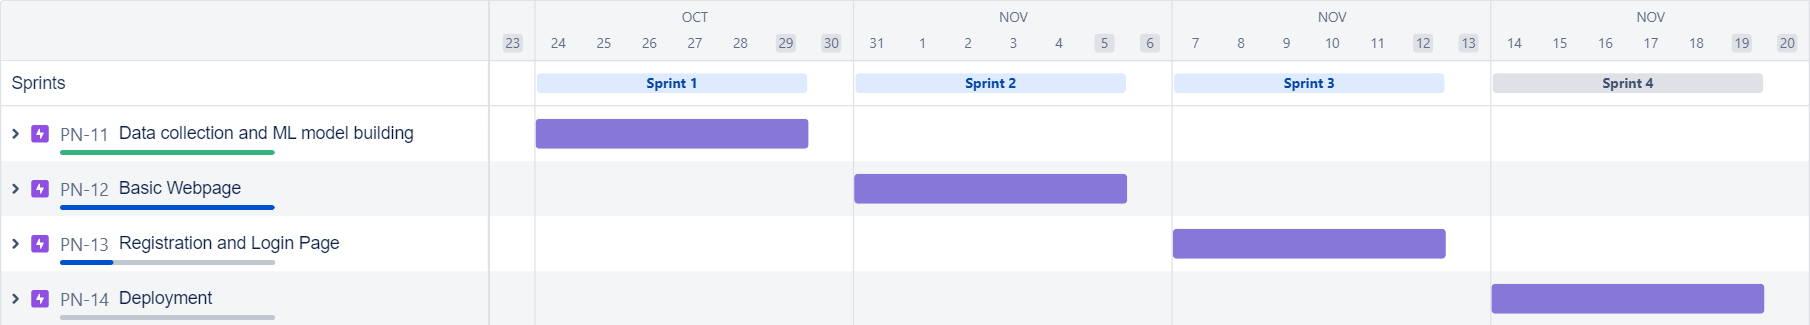 OCT NOV NOV NOV
23 24 25 26 27 28 29 30 31 1 2 3 4 5 6 7 8 9 10 11 12 13 14 15 16 17 18 19 20
Sprints Sprint 1 Sprint 2 Sprint 3 Sprint 4
PN-11 Data collection and ML model building
PN-12 Basic Webpage
PN-13 Registration and Login Page
PN-14 Deployment